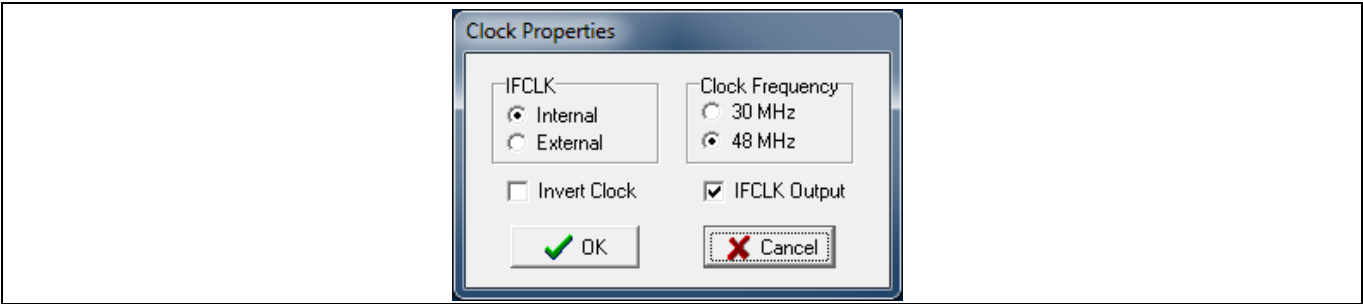 Clock Properties
IFCLK
Internal
External
Clock Frequency
30 MHz
48 MHz
Invert Clock
IFCLK Output
OK
Cancel